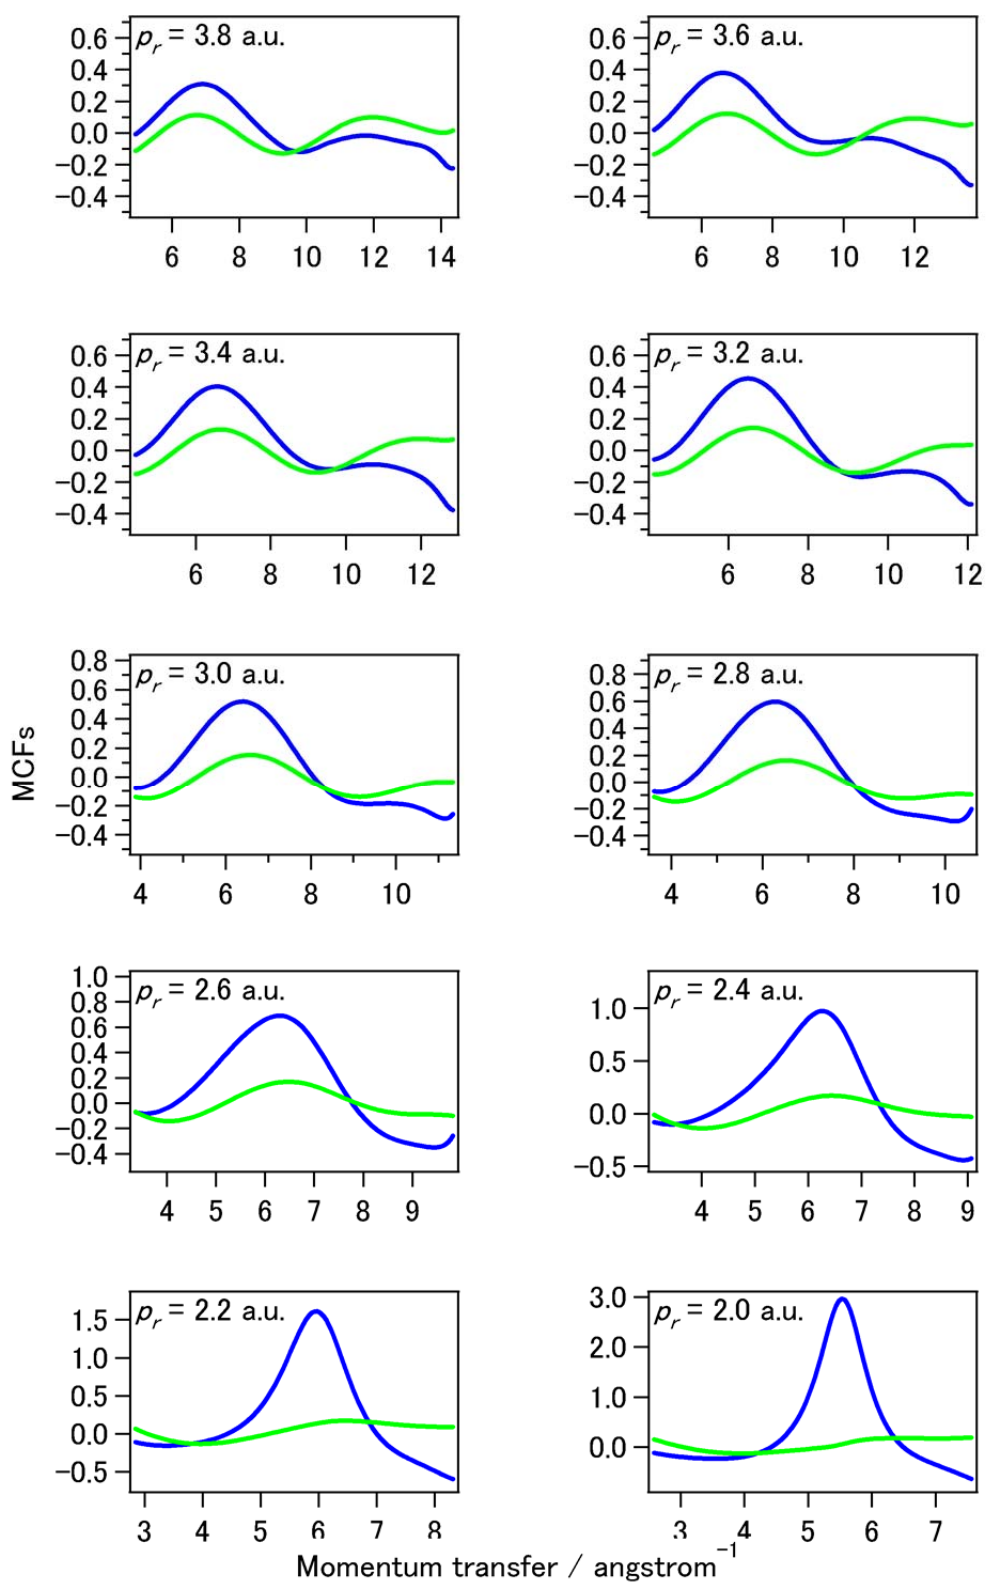 p_r = 3.8 a.u.
0.6
0.4
0.2
0.0
−0.2
−0.4
6 8 10 12 14
p_r = 3.6 a.u.
0.6
0.4
0.2
0.0
−0.2
−0.4
6 8 10 12
p_r = 3.4 a.u.
0.6
0.4
0.2
0.0
−0.2
−0.4
6 8 10 12
p_r = 3.2 a.u.
0.6
0.4
0.2
0.0
−0.2
−0.4
6 8 10 12
MCFs
p_r = 3.0 a.u.
0.8
0.6
0.4
0.2
0.0
−0.2
−0.4
4 6 8 10
p_r = 2.8 a.u.
0.8
0.6
0.4
0.2
0.0
−0.2
−0.4
4 6 8 10
p_r = 2.6 a.u.
1.0
0.8
0.6
0.4
0.2
0.0
−0.2
−0.4
4 5 6 7 8 9
p_r = 2.4 a.u.
1.0
0.5
0.0
−0.5
4 5 6 7 8 9
p_r = 2.2 a.u.
1.5
1.0
0.5
0.0
−0.5
3 4 5 6 7 8
p_r = 2.0 a.u.
3.0
2.0
1.0
0.0
3 4 5 6 7
Momentum transfer / angstrom⁻¹